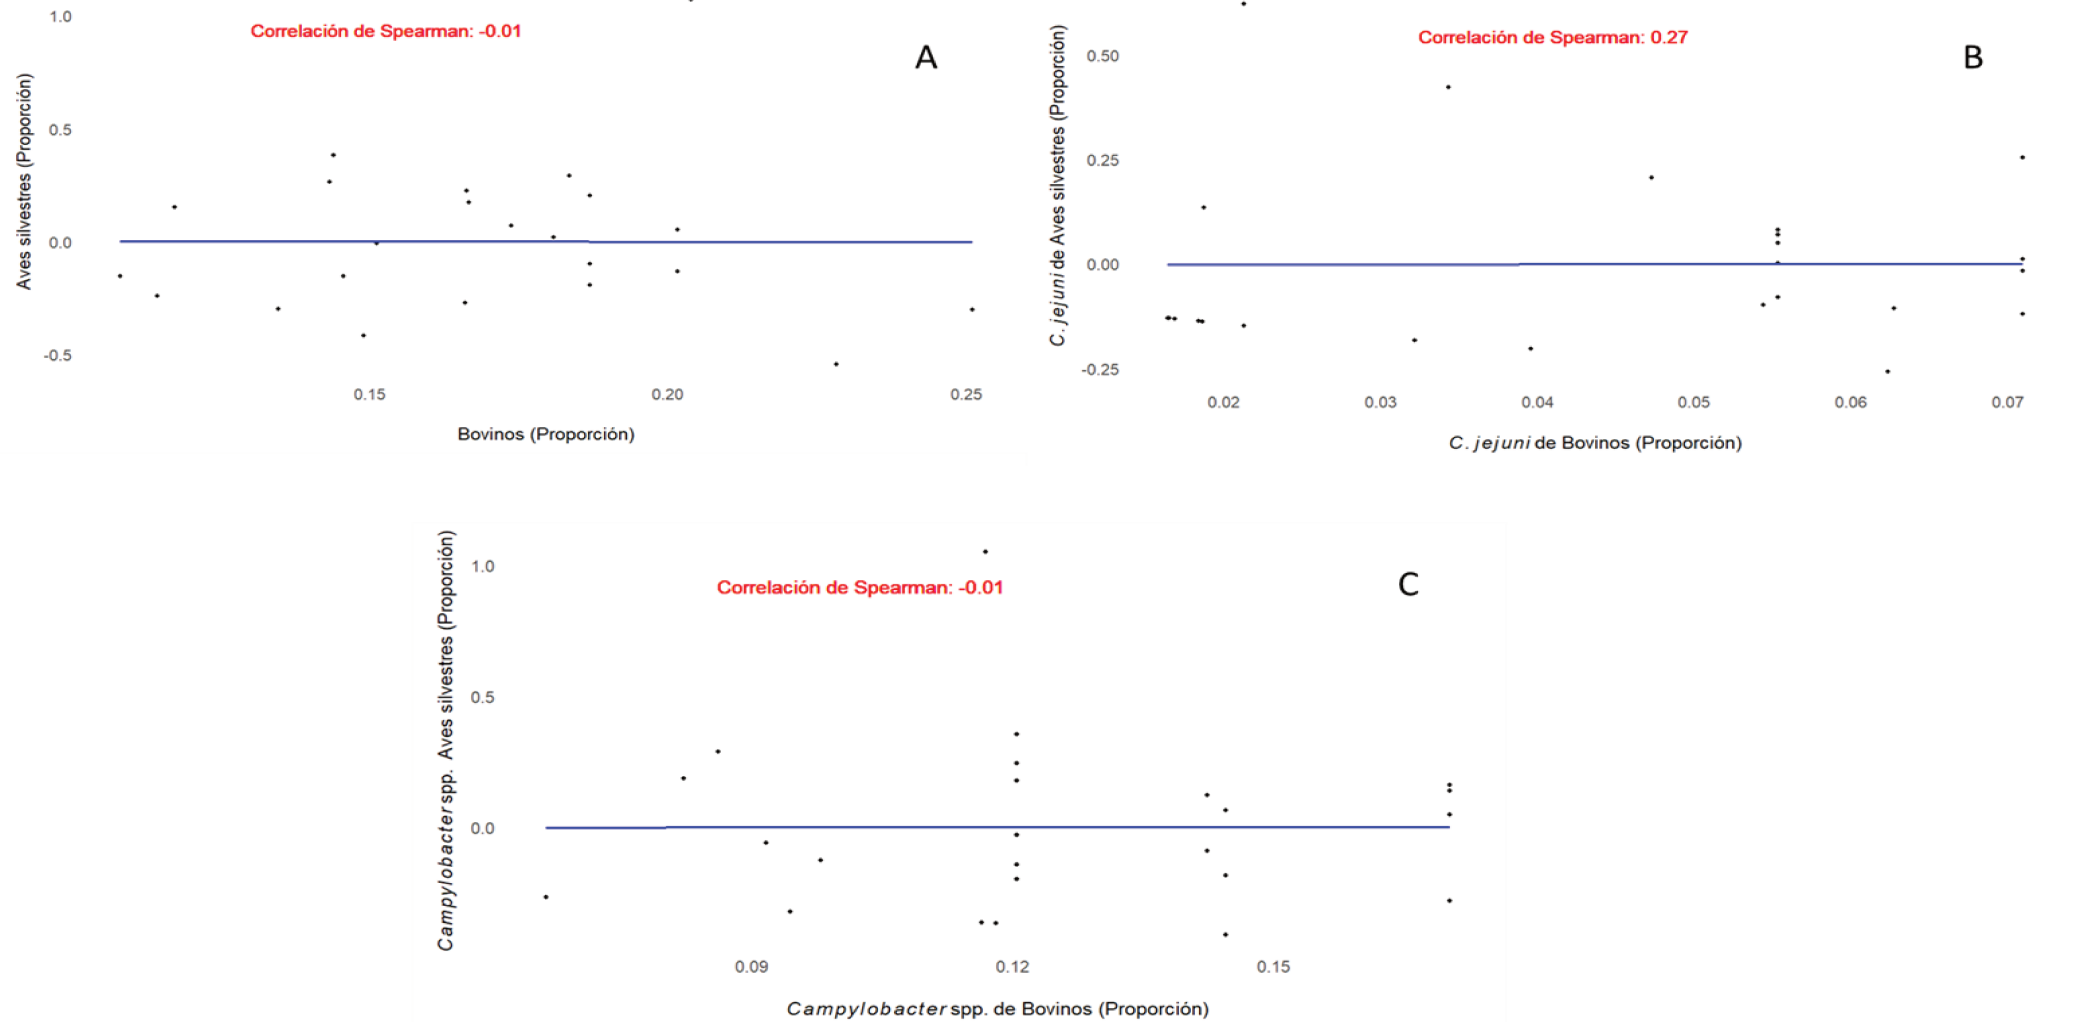 Correlación de Spearman: -0.01
A
Aves silvestres (Proporción)
1.0
0.5
0.0
-0.5
0.15 0.20 0.25
Bovinos (Proporción)
Correlación de Spearman: 0.27
B
C. jejuni de Aves silvestres (Proporción)
0.50
0.25
0.00
-0.25
0.02 0.03 0.04 0.05 0.06 0.07
C. jejuni de Bovinos (Proporción)
Correlación de Spearman: -0.01
C
Campylobacter spp. Aves silvestres (Proporción)
1.0
0.5
0.0
0.09 0.12 0.15
Campylobacter spp. de Bovinos (Proporción)